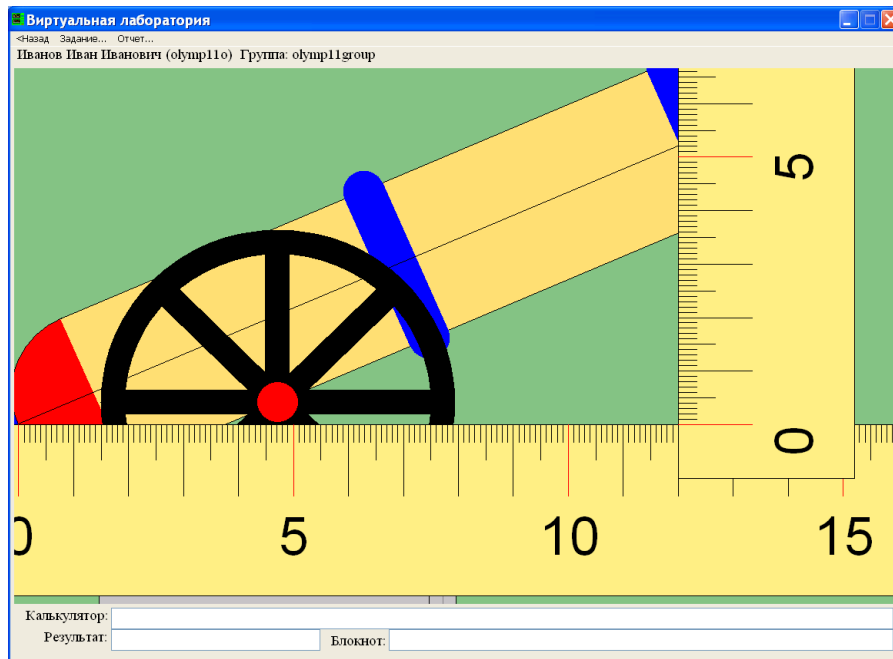 Виртуальная лаборатория
<Назад Задание... Отчет...
Иванов Иван Иванович (olymp11o) Группа: olymp11group
5
0
0 5 10 15
Калькулятор:
Результат: Блокнот: